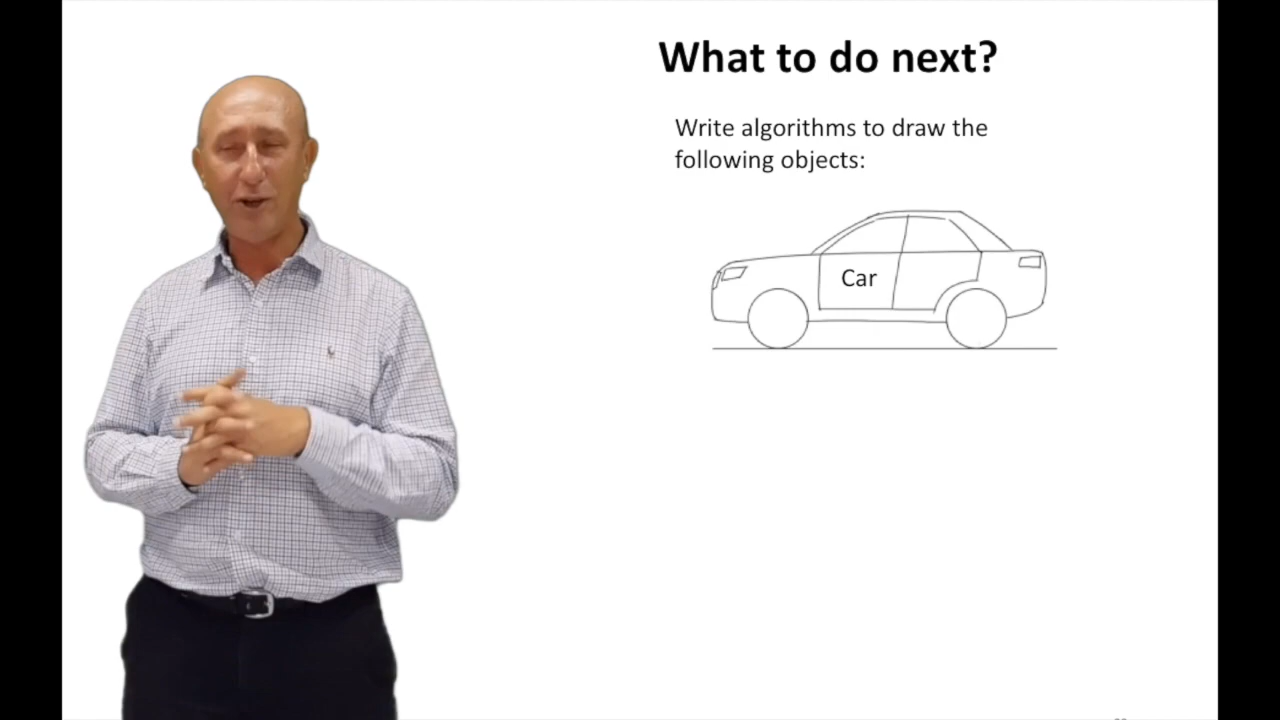 What to do next?
Write algorithms to draw the
following objects:
Car